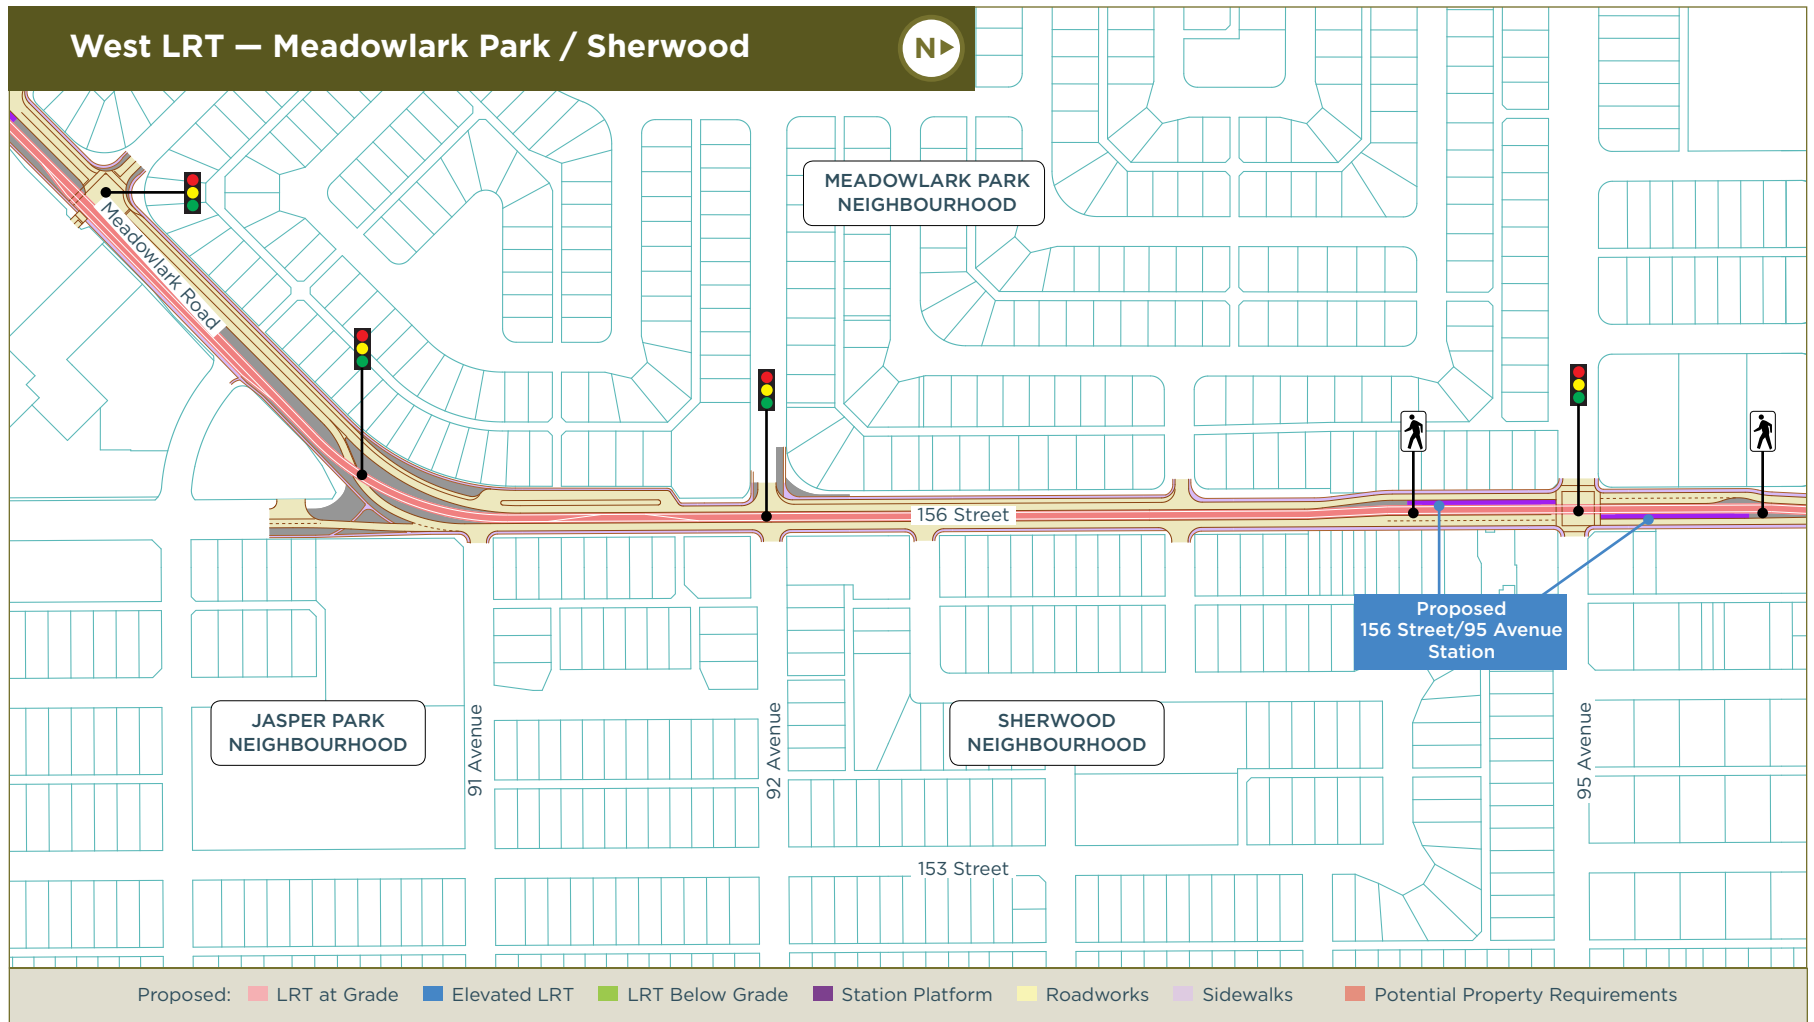 West LRT — Meadowlark Park / Sherwood
N
MEADOWLARK PARK
NEIGHBOURHOOD
Meadowlark Road
156 Street
Proposed
156 Street/95 Avenue
Station
JASPER PARK
NEIGHBOURHOOD
91 Avenue
92 Avenue
SHERWOOD
NEIGHBOURHOOD
95 Avenue
153 Street
Proposed: LRT at Grade Elevated LRT LRT Below Grade Station Platform Roadworks Sidewalks Potential Property Requirements